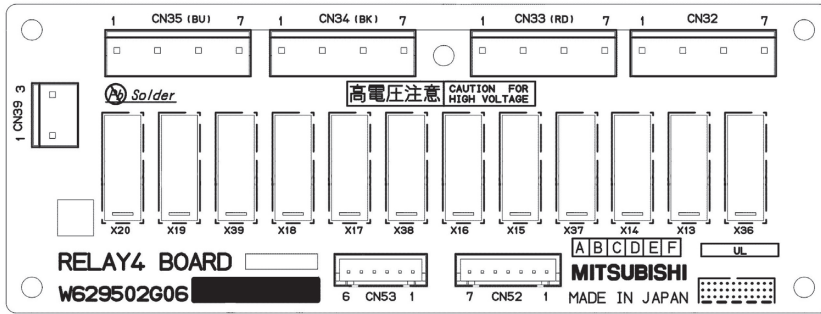 1 CN35 (BU) 7 1 CN34 (BK) 7 1 CN33 (RD) 7 1 CN32 7
1 CN39 3
Pb Solder
高電圧注意 CAUTION FOR HIGH VOLTAGE
X20 X19 X39 X18 X17 X38 X16 X15 X37 X14 X13 X36
RELAY4 BOARD
W629502G06
6 CN53 1
7 CN52 1
A B C D E F
UL
MITSUBISHI
MADE IN JAPAN